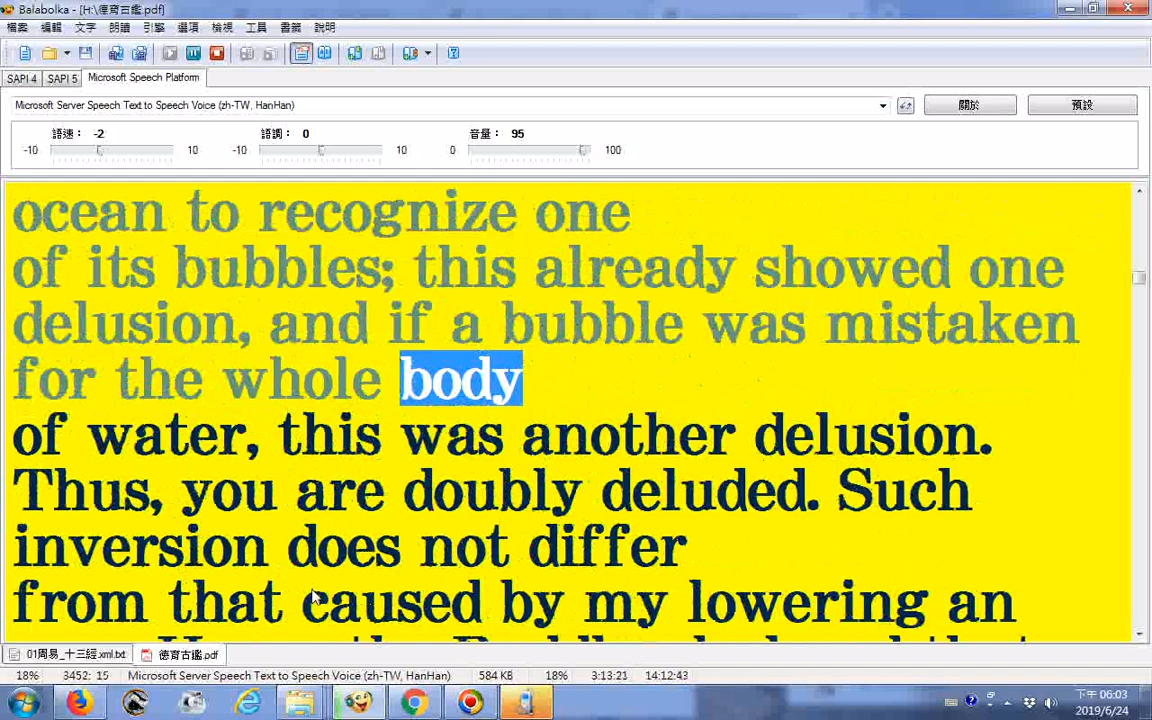 Balabolka - [H:\德育古鑑.pdf]
檔案 編輯 文字 朗讀 引擎 選項 檢視 工具 書籤 說明
SAPI 4 SAPI 5 Microsoft Speech Platform
Microsoft Server Speech Text to Speech Voice (zh-TW, HanHan) 關於 預設
語速： -2 語調： 0 音量： 95
-10 10 -10 10 0 100
ocean to recognize one
of its bubbles; this already showed one
delusion, and if a bubble was mistaken
for the whole body
of water, this was another delusion.
Thus, you are doubly deluded. Such
inversion does not differ
from that caused by my lowering an
01周易_十三經.xml.txt 德育古鑑.pdf
18% 3452: 15 Microsoft Server Speech Text to Speech Voice (zh-TW, HanHan) 584 KB 18% 3:13:21 14:12:43
下午 06:03
2019/6/24